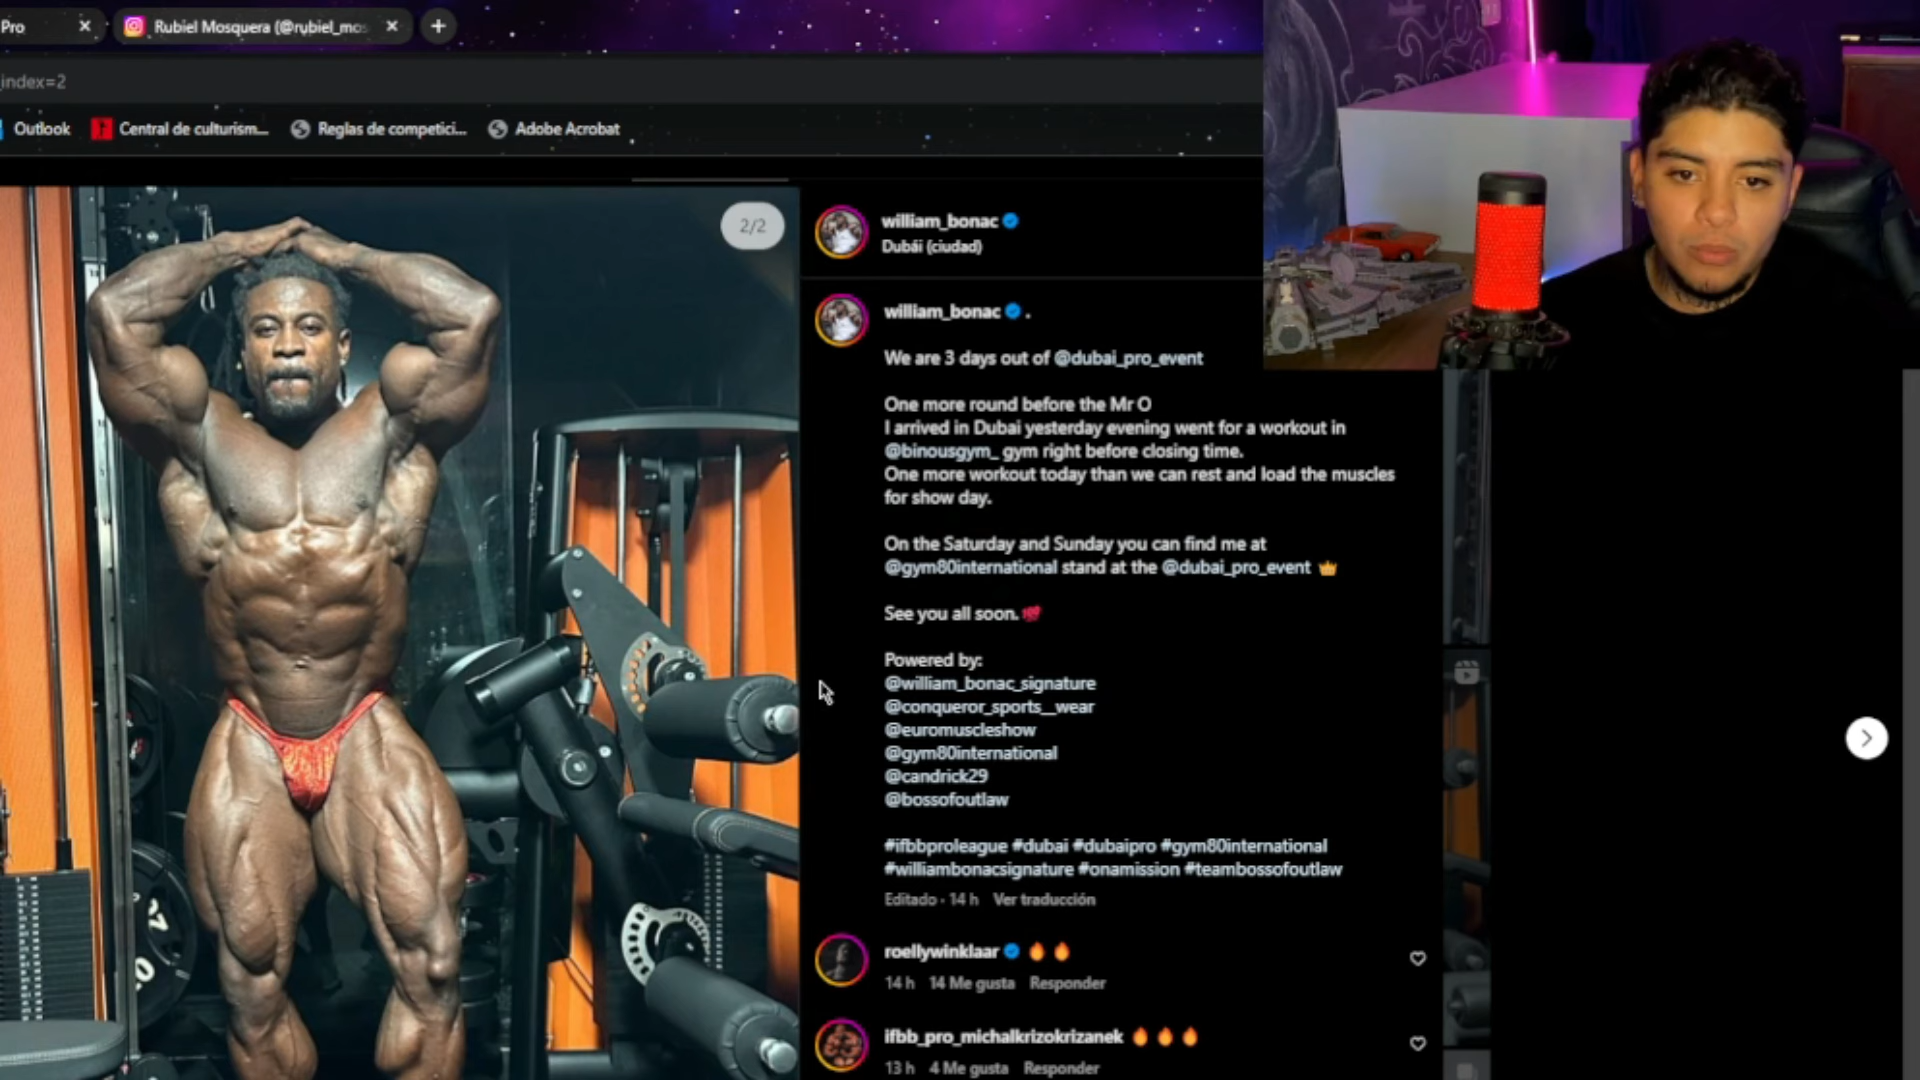 Pro
Rubiel Mosquera (@rubiel_mos
index=2
Outlook
Central de culturism...
Reglas de competici...
Adobe Acrobat
2/2
william_bonac
Dubái (ciudad)
william_bonac .
We are 3 days out of @dubai_pro_event
One more round before the Mr O
I arrived in Dubai yesterday evening went for a workout in
@binousgym_ gym right before closing time.
One more workout today than we can rest and load the muscles
for show day.
On the Saturday and Sunday you can find me at
@gym80international stand at the @dubai_pro_event 👑
See you all soon.💯
Powered by:
@william_bonac_signature
@conqueror_sports__wear
@euromuscleshow
@gym80international
@candrick29
@bossofoutlaw
#ifbbproleague #dubai #dubaipro #gym80international
#williambonacsignature #onamission #teambossofoutlaw
Editado · 14 h Ver traducción
roellywinklaar 🔥🔥
14 h 14 Me gusta Responder
ifbb_pro_michalkrizokrizanek 🔥🔥🔥
13 h 4 Me gusta Responder